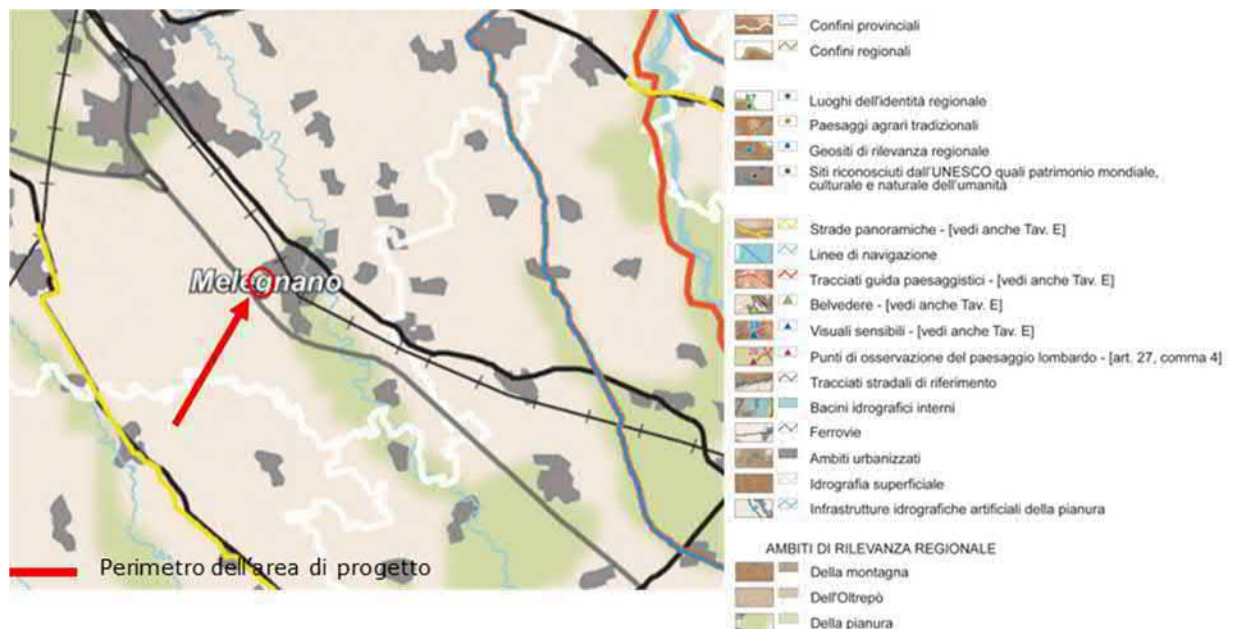 Melegnano
Perimetro dell'area di progetto
Confini provinciali
Confini regionali
Luoghi dell'identità regionale
Paesaggi agrari tradizionali
Geositi di rilevanza regionale
Siti riconosciuti dall'UNESCO quali patrimonio mondiale,
culturale e naturale dell'umanità
Strade panoramiche - [vedi anche Tav. E]
Linee di navigazione
Tracciati guida paesaggistici - [vedi anche Tav. E]
Belvedere - [vedi anche Tav. E]
Visuali sensibili - [vedi anche Tav. E]
Punti di osservazione del paesaggio lombardo - [art. 27, comma 4]
Tracciati stradali di riferimento
Bacini idrografici interni
Ferrovie
Ambiti urbanizzati
Idrografia superficiale
Infrastrutture idrografiche artificiali della pianura
AMBITI DI RILEVANZA REGIONALE
Della montagna
Dell'Oltrepò
Della pianura